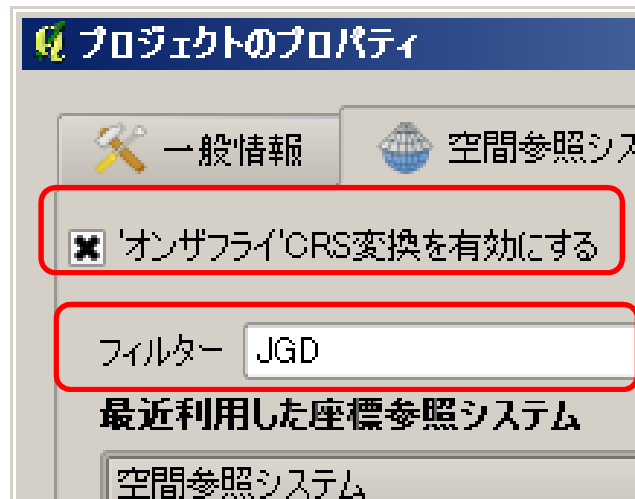 プロジェクトのプロパティ
一般情報 空間参照シス
'オンザフライ'CRS変換を有効にする
フィルター JGD
最近利用した座標参照システム
空間参照システム